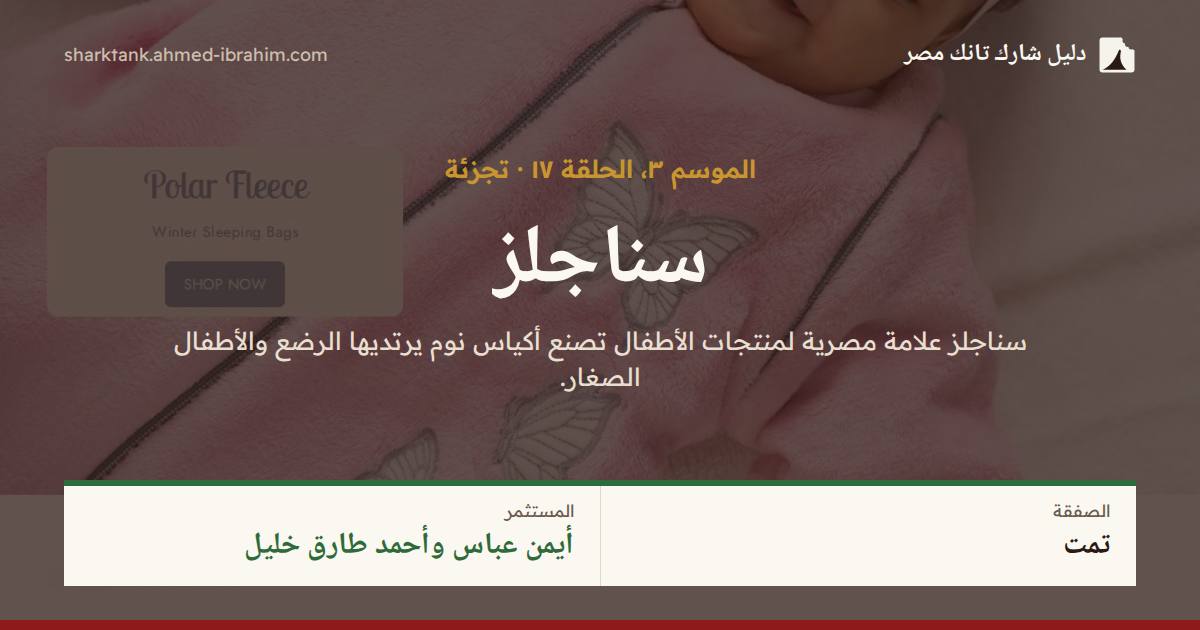 دليل شارك تانك مصر
sharktank.ahmed-ibrahim.com
الموسم ٣، الحلقة ١٧ · تجزئة
سناجلز
سناجلز علامة مصرية لمنتجات الأطفال تصنع أكياس نوم يرتديها الرضع والأطفال
الصغار.
Polar Fleece
Winter Sleeping Bags
SHOP NOW
الصفقة
تمت
المستثمر
أيمن عباس وأحمد طارق خليل